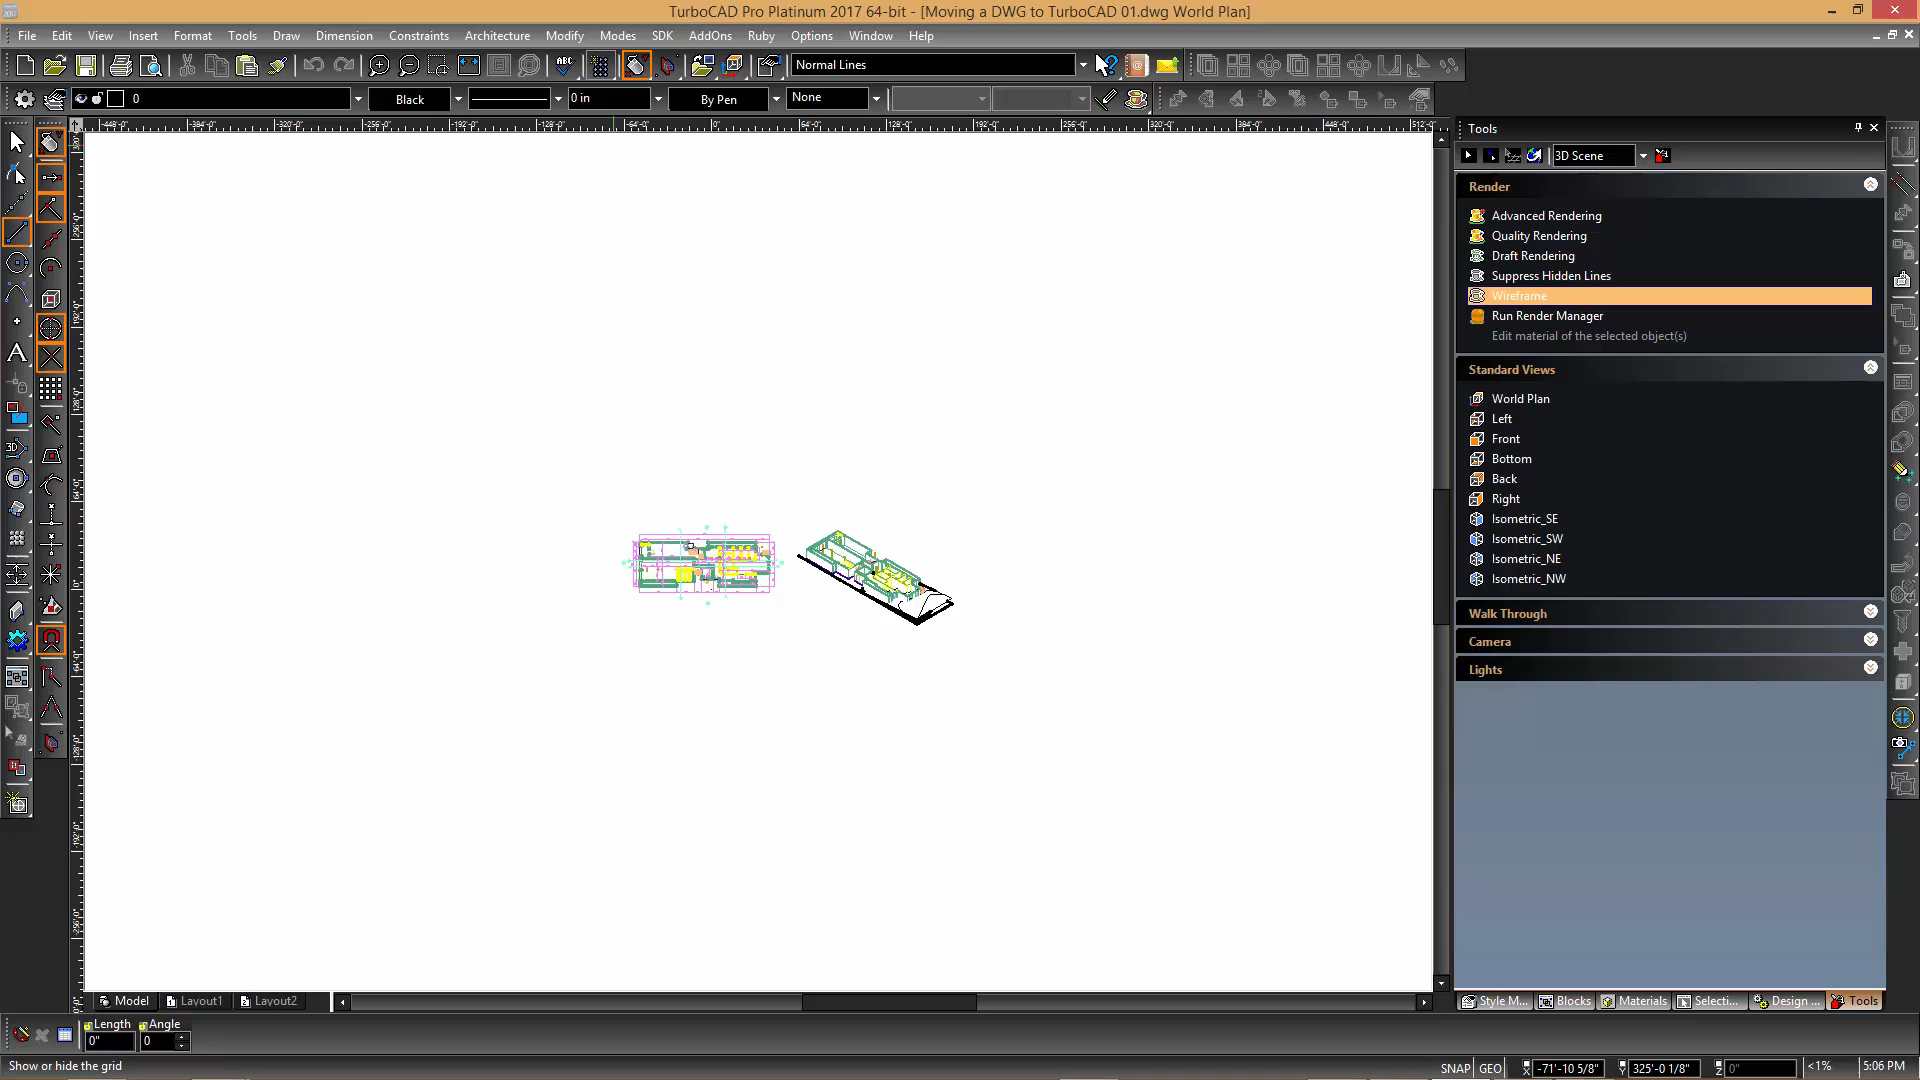 TurboCAD Pro Platinum 2017 64-bit - [Moving a DWG to TurboCAD 01.dwg World Plan]
File Edit View Insert Format Tools Draw Dimension Constraints Architecture Modify Modes SDK AddOns Ruby Options Window Help
Normal Lines
0 Black 0 in By Pen None
Tools
3D Scene
Render
Advanced Rendering
Quality Rendering
Draft Rendering
Suppress Hidden Lines
Wireframe
Run Render Manager
Edit material of the selected object(s)
Standard Views
World Plan
Left
Front
Bottom
Back
Right
Isometric_SE
Isometric_SW
Isometric_NE
Isometric_NW
Walk Through
Camera
Lights
Model Layout1 Layout2
Style M... Blocks Materials Selecti... Design ... Tools
Length Angle
0" 0
Show or hide the grid
SNAP GEO X -71'-10 5/8" Y 325'-0 1/8" Z 0" <1% 5:06 PM